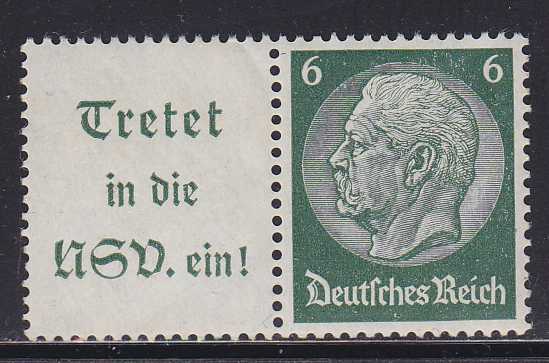 Tretet
in die
NSV. ein!
6 6
Deutſches Reich